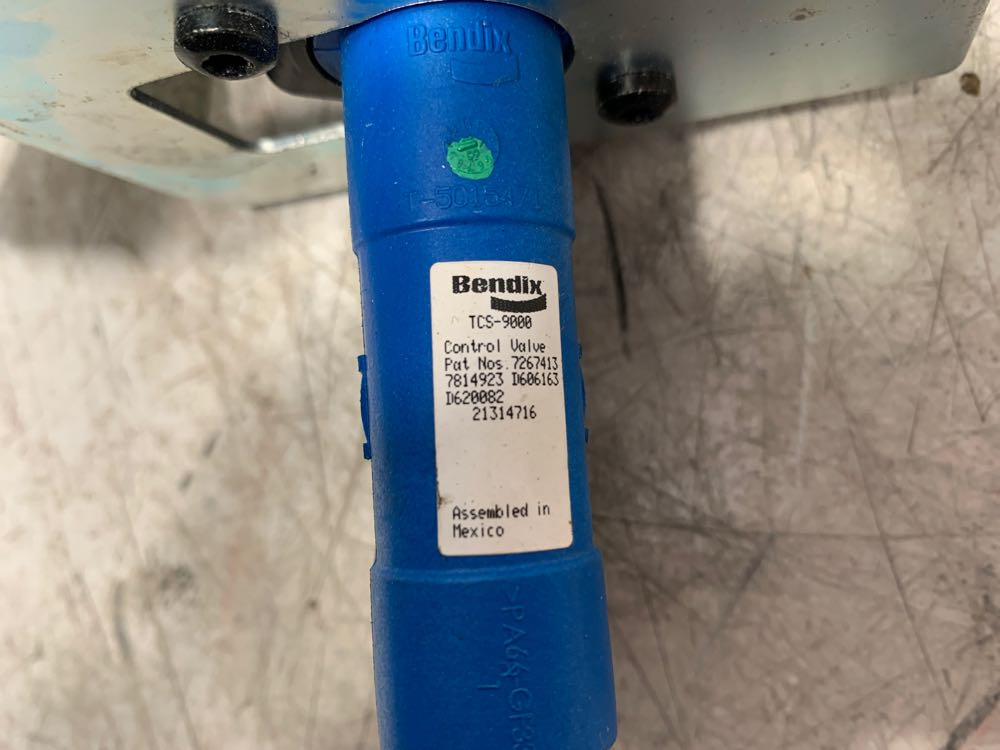 Bendix
Bendix
TCS-9000
Control Valve
Pat Nos. 7267413
7814923 D606163
D620082
21314716
Assembled in
Mexico